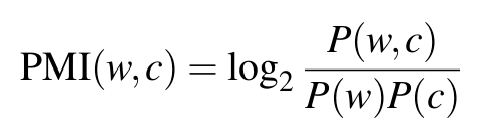 PMI(w,c) = log₂ P(w,c) / P(w)P(c)